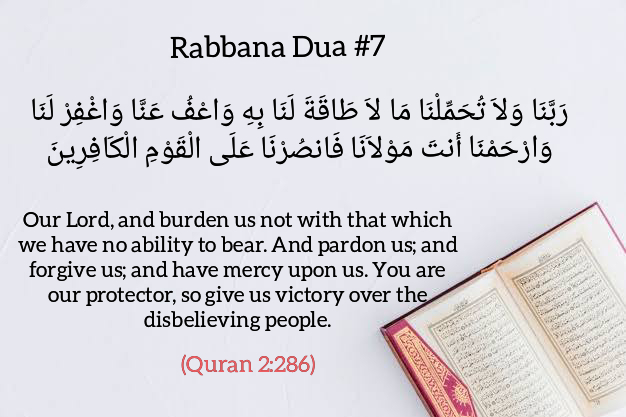 Rabbana Dua #7
رَبَّنَا وَلاَ تُحَمِّلْنَا مَا لاَ طَاقَةَ لَنَا بِهِ وَاعْفُ عَنَّا وَاغْفِرْ لَنَا
وَارْحَمْنَا أَنتَ مَوْلاَنَا فَانصُرْنَا عَلَى الْقَوْمِ الْكَافِرِينَ
Our Lord, and burden us not with that which
we have no ability to bear. And pardon us; and
forgive us; and have mercy upon us. You are
our protector, so give us victory over the
disbelieving people.
(Quran 2:286)